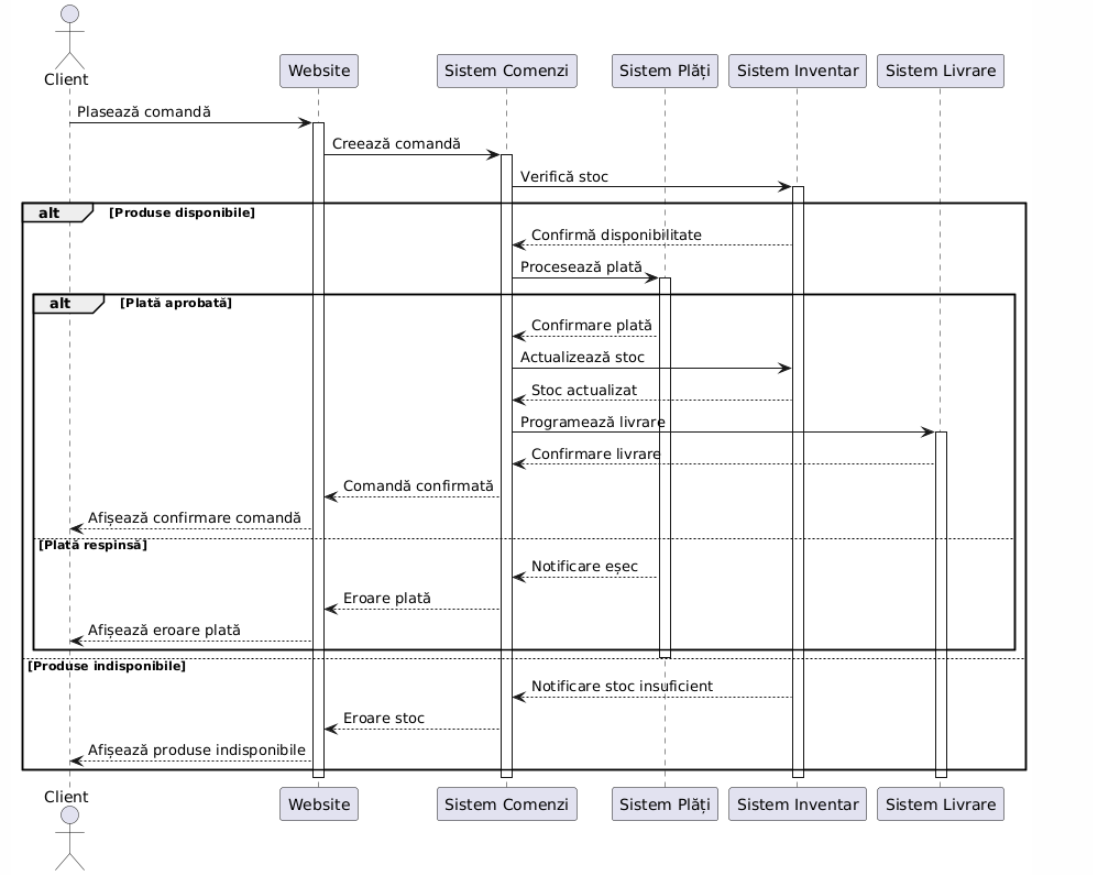 Client
Website
Sistem Comenzi
Sistem Plăți
Sistem Inventar
Sistem Livrare
Plasează comandă
Creează comandă
Verifică stoc
alt [Produse disponibile]
Confirmă disponibilitate
Procesează plată
alt [Plată aprobată]
Confirmare plată
Actualizează stoc
Stoc actualizat
Programează livrare
Confirmare livrare
Comandă confirmată
Afișează confirmare comandă
[Plată respinsă]
Notificare eșec
Eroare plată
Afișează eroare plată
[Produse indisponibile]
Notificare stoc insuficient
Eroare stoc
Afișează produse indisponibile
Client
Website
Sistem Comenzi
Sistem Plăți
Sistem Inventar
Sistem Livrare